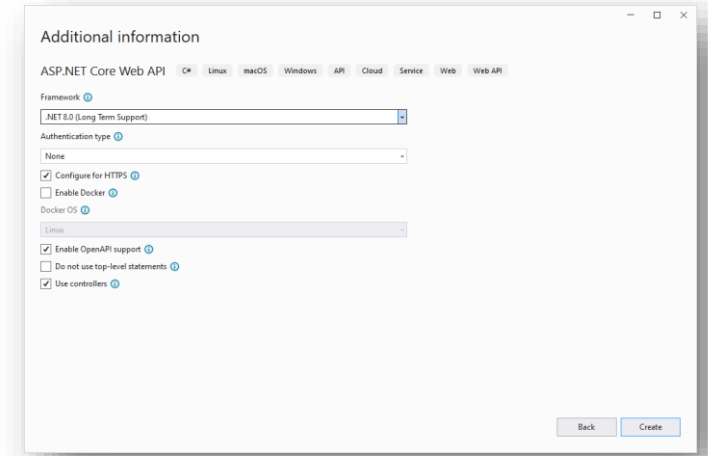 Additional information
ASP.NET Core Web API C# Linux macOS Windows API Cloud Service Web Web API
Framework
.NET 8.0 (Long Term Support)
Authentication type
None
Configure for HTTPS
Enable Docker
Docker OS
Linux
Enable OpenAPI support
Do not use top-level statements
Use controllers
Back Create